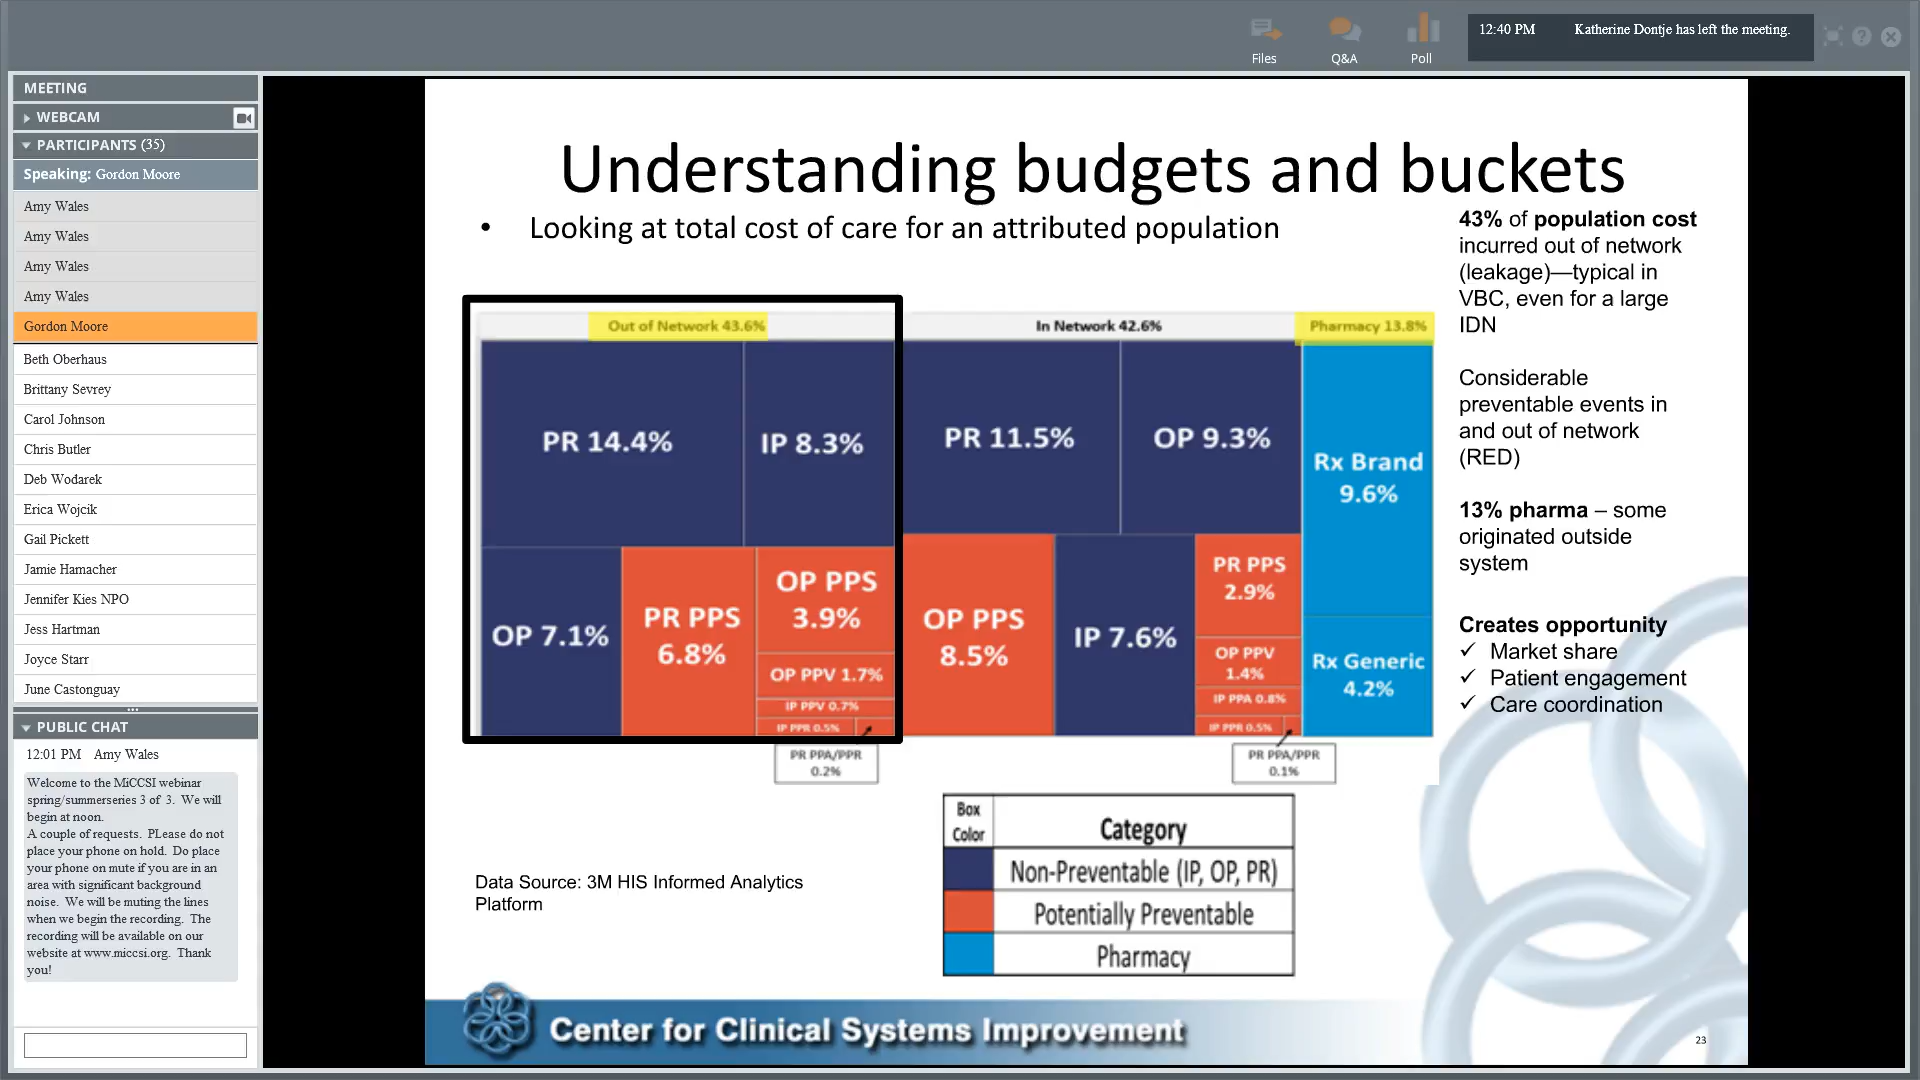 Files
Q&A
Poll
12:40 PM Katherine Dontje has left the meeting.
MEETING
WEBCAM
PARTICIPANTS (35)
Speaking: Gordon Moore
Amy Wales
Amy Wales
Amy Wales
Amy Wales
Gordon Moore
Beth Oberhaus
Brittany Sevrey
Carol Johnson
Chris Butler
Deb Wodarek
Erica Wojcik
Gail Pickett
Jamie Hamacher
Jennifer Kies NPO
Jess Hartman
Joyce Starr
June Castonguay
PUBLIC CHAT
12:01 PM Amy Wales
Welcome to the MiCCSI webinar
spring/summerseries 3 of 3. We will
begin at noon.
A couple of requests. PLease do not
place your phone on hold. Do place
your phone on mute if you are in an
area with significant background
noise. We will be muting the lines
when we begin the recording. The
recording will be available on our
website at www.miccsi.org. Thank
you!
Understanding budgets and buckets
• Looking at total cost of care for an attributed population
Out of Network 43.6%
In Network 42.6%
Pharmacy 13.8%
PR 14.4%
IP 8.3%
OP 7.1%
PR PPS
6.8%
OP PPS
3.9%
OP PPV 1.7%
IP PPV 0.7%
IP PPR 0.5%
PR PPA/PPR
0.2%
PR 11.5%
OP 9.3%
OP PPS
8.5%
IP 7.6%
PR PPS
2.9%
OP PPV
1.4%
IP PPA 0.8%
IP PPR 0.5%
PR PPA/PPR
0.1%
Rx Brand
9.6%
Rx Generic
4.2%
43% of population cost
incurred out of network
(leakage)—typical in
VBC, even for a large
IDN
Considerable
preventable events in
and out of network
(RED)
13% pharma – some
originated outside
system
Creates opportunity
✓ Market share
✓ Patient engagement
✓ Care coordination
Box
Color
Category
Non-Preventable (IP, OP, PR)
Potentially Preventable
Pharmacy
Data Source: 3M HIS Informed Analytics
Platform
Center for Clinical Systems Improvement
23